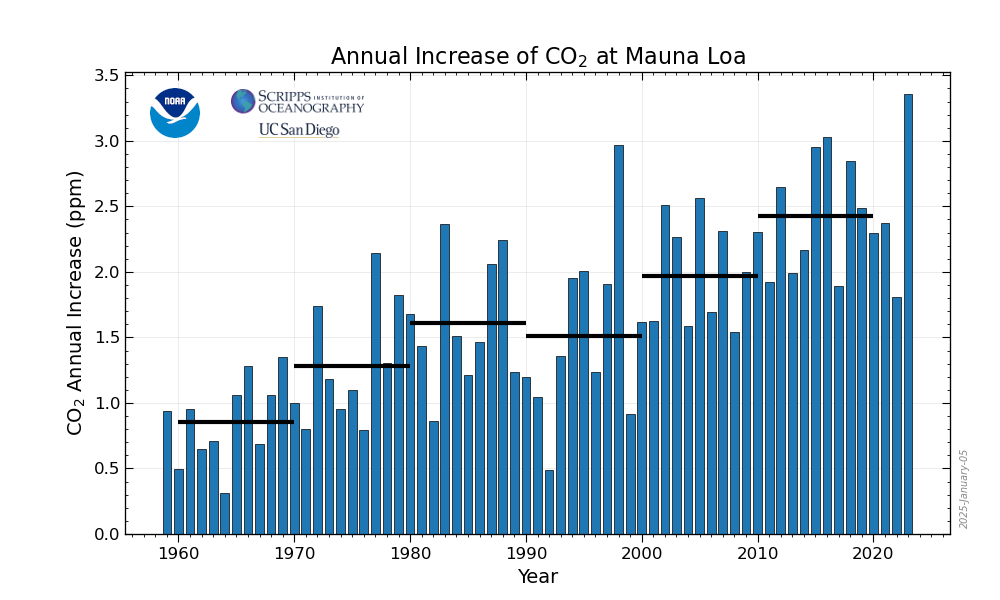 Annual Increase of CO₂ at Mauna Loa
NOAA
SCRIPPS INSTITUTION OF
OCEANOGRAPHY
UC San Diego
CO₂ Annual Increase (ppm)
3.5
3.0
2.5
2.0
1.5
1.0
0.5
0.0
1960 1970 1980 1990 2000 2010 2020
Year
2025-January-05